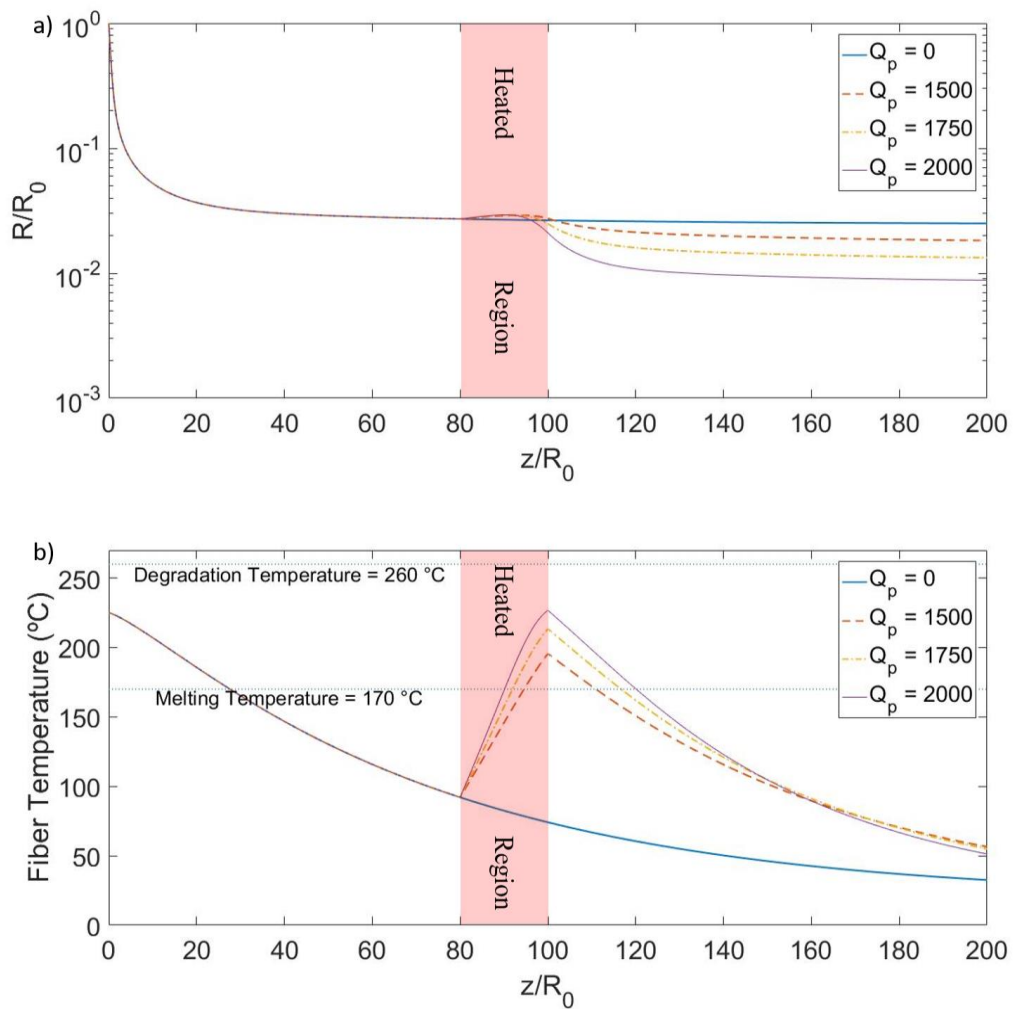 a)
10^0
10^-1
10^-2
10^-3
R/R_0
Heated
Region
Q_p = 0
Q_p = 1500
Q_p = 1750
Q_p = 2000
0 20 40 60 80 100 120 140 160 180 200
z/R_0
b)
250
200
150
100
50
0
Fiber Temperature (ºC)
Degradation Temperature = 260 °C
Melting Temperature = 170 °C
Heated
Region
Q_p = 0
Q_p = 1500
Q_p = 1750
Q_p = 2000
0 20 40 60 80 100 120 140 160 180 200
z/R_0